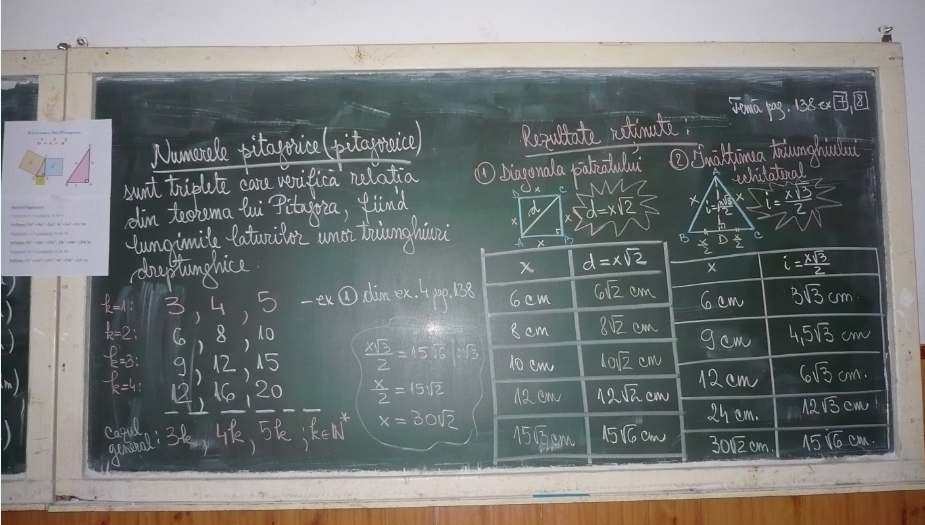 Temă pag. 138 ex 7, 8
Numerele pitagorice (pitagoreice)
sunt triplete care verifică relația
din teorema lui Pitagora, fiind
lungimile laturilor unor triunghiuri
dreptunghice.
k=1: 3, 4, 5
k=2: 6, 8, 10
k=3: 9, 12, 15
k=4: 12, 16, 20
cazul general: 3k, 4k, 5k; k∈N*
– ex ① din ex. 4 pag. 138
x√3/2 = 15√6 | :√3
x/2 = 15√2
x = 30√2
Rezultate reținute:
① Diagonala pătratului
D x C
x d x
A x B
d = x√2
x d = x√2
6 cm 6√2 cm
8 cm 8√2 cm
10 cm 10√2 cm
12 cm 12√2 cm
15√3 cm 15√6 cm
② Înălțimea triunghiului
echilateral
A
x i = x√3/2 x
B D C
x/2 x/2
i = x√3/2
x i = x√3/2
6 cm 3√3 cm.
9 cm 4,5√3 cm
12 cm 6√3 cm.
24 cm. 12√3 cm
30√2 cm. 15√6 cm.